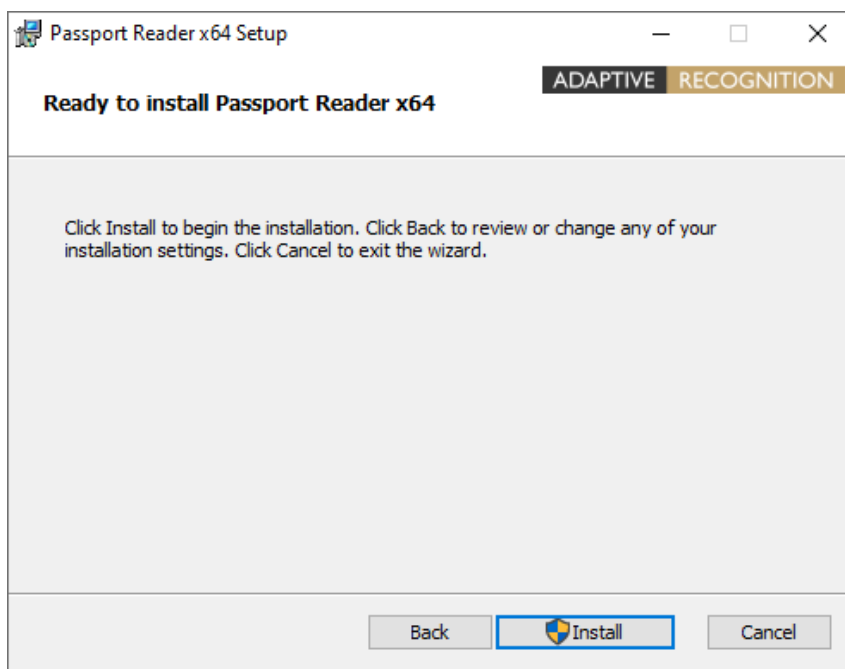 Passport Reader x64 Setup
ADAPTIVE RECOGNITION
Ready to install Passport Reader x64
Click Install to begin the installation. Click Back to review or change any of your
installation settings. Click Cancel to exit the wizard.
Back Install Cancel